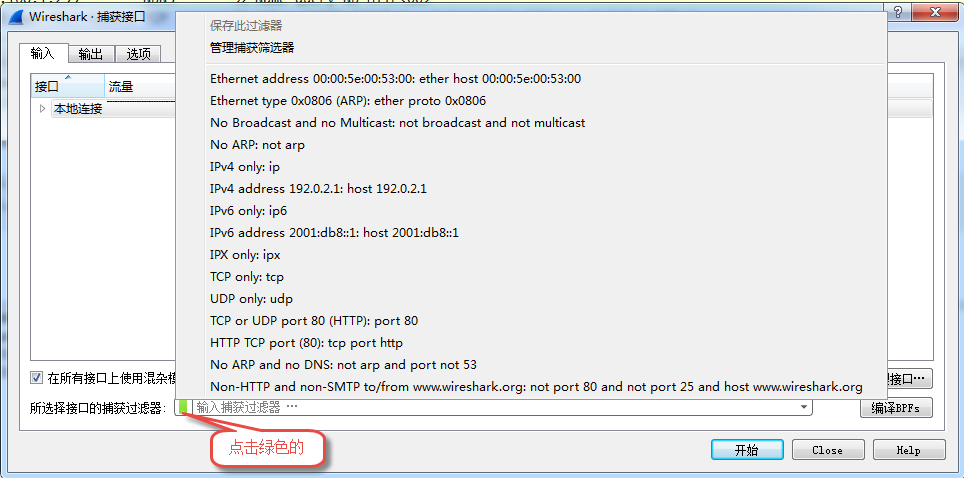 Wireshark · 捕获接口
输入 输出 选项
接口 流量
本地连接
保存此过滤器
管理捕获筛选器
Ethernet address 00:00:5e:00:53:00: ether host 00:00:5e:00:53:00
Ethernet type 0x0806 (ARP): ether proto 0x0806
No Broadcast and no Multicast: not broadcast and not multicast
No ARP: not arp
IPv4 only: ip
IPv4 address 192.0.2.1: host 192.0.2.1
IPv6 only: ip6
IPv6 address 2001:db8::1: host 2001:db8::1
IPX only: ipx
TCP only: tcp
UDP only: udp
TCP or UDP port 80 (HTTP): port 80
HTTP TCP port (80): tcp port http
No ARP and no DNS: not arp and port not 53
Non-HTTP and non-SMTP to/from www.wireshark.org: not port 80 and not port 25 and host www.wireshark.org
在所有接口上使用混杂 接口…
所选择接口的捕获过滤器: 输入捕获过滤器 … 编译BPFs
点击绿色的
开始 Close Help